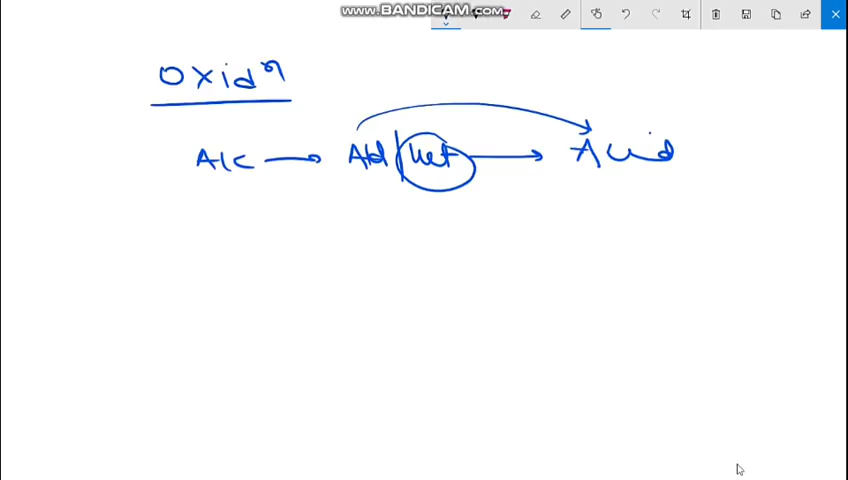 www.BANDICAM.com
Oxidn
Alc → Ald/ket → Acid